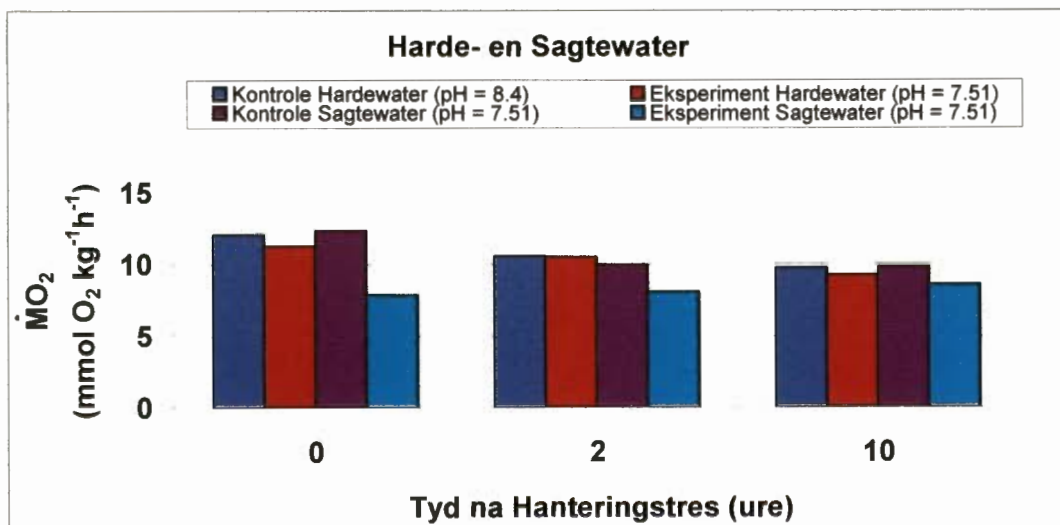 Harde- en Sagtewater
Kontrole Hardewater (pH = 8.4) Eksperiment Hardewater (pH = 7.51)
Kontrole Sagtewater (pH = 7.51) Eksperiment Sagtewater (pH = 7.51)
ṀO₂
(mmol O₂ kg⁻¹h⁻¹)
15
10
5
0
0 2 10
Tyd na Hanteringstres (ure)